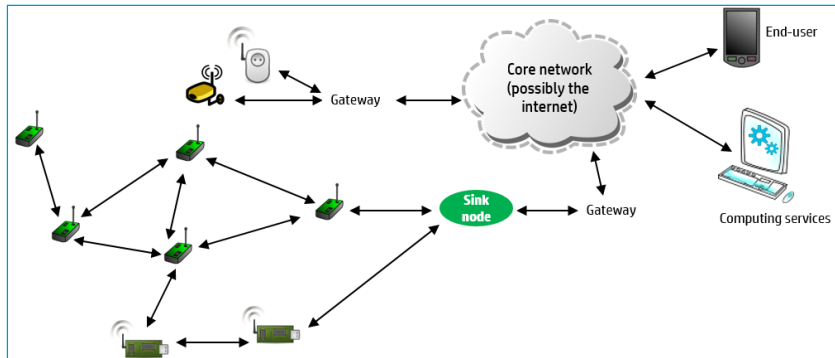 End-user
Core network
(possibly the
internet)
Gateway
Sink
node
Gateway
Computing services